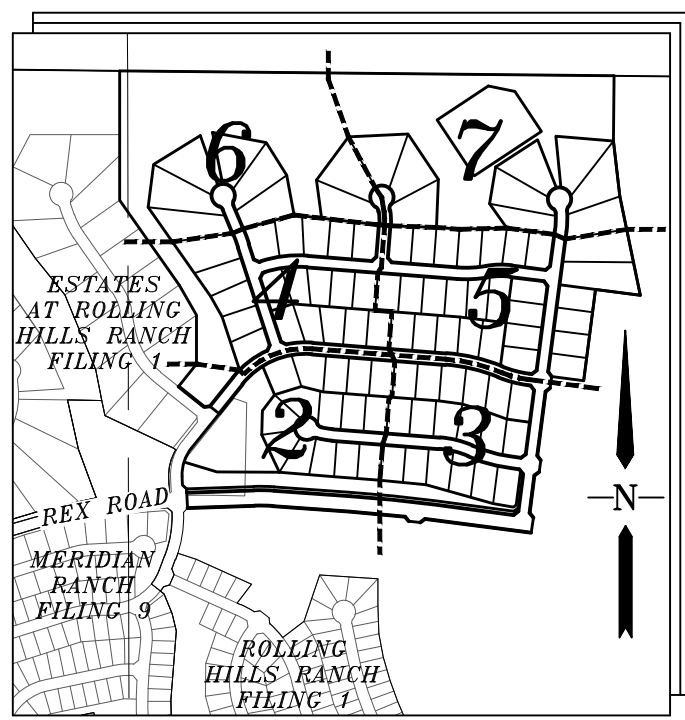 6
7
ESTATES
AT ROLLING
HILLS RANCH
FILING 1
4
5
2
3
REX ROAD
N
MERIDIAN
RANCH
FILING 9
ROLLING
HILLS RANCH
FILING 1